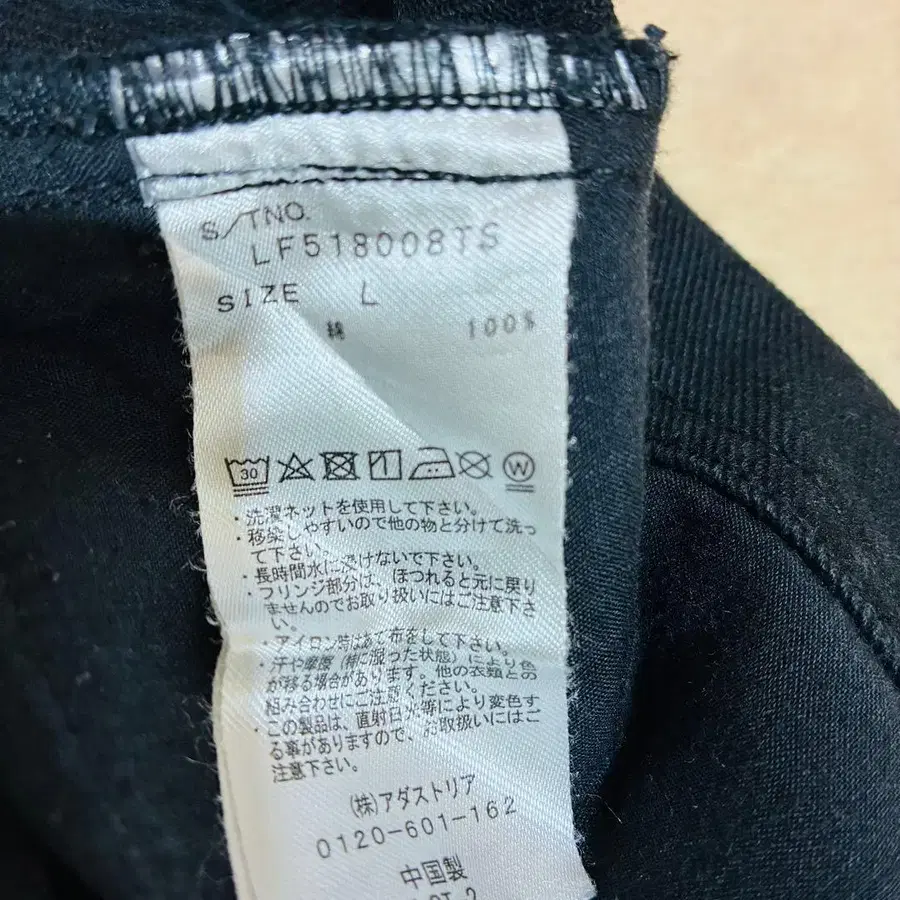 S/TNO.
LF518008TS
SIZE L
綿 100%
30 W
・洗濯ネットを使用して下さい。
・移染しやすいので他の物と分けて洗っ
て下さい。
・長時間水に浸けないで下さい。
・フリンジ部分は、ほつれると元に戻り
ませんのでお取り扱いにはご注意下さ
い。
・アイロン時はあて布をして下さい。
・汗や摩擦(特に湿った状態)により色
が移る場合があります。他の衣類との
組み合わせにご注意ください。
・この製品は、直射日光等により変色す
る事がありますので、お取扱いにはご
注意下さい。
(株)アダストリア
0120-601-162
中国製